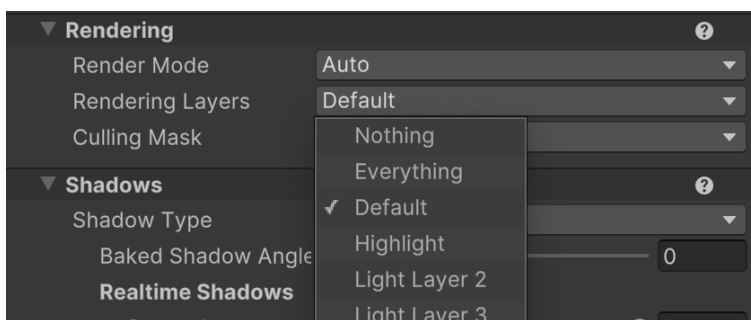 Rendering
Render Mode Auto
Rendering Layers Default
Culling Mask
Nothing
Everything
Shadows
Default
Shadow Type
Highlight
Baked Shadow Angle 0
Light Layer 2
Realtime Shadows
Light Layer 3